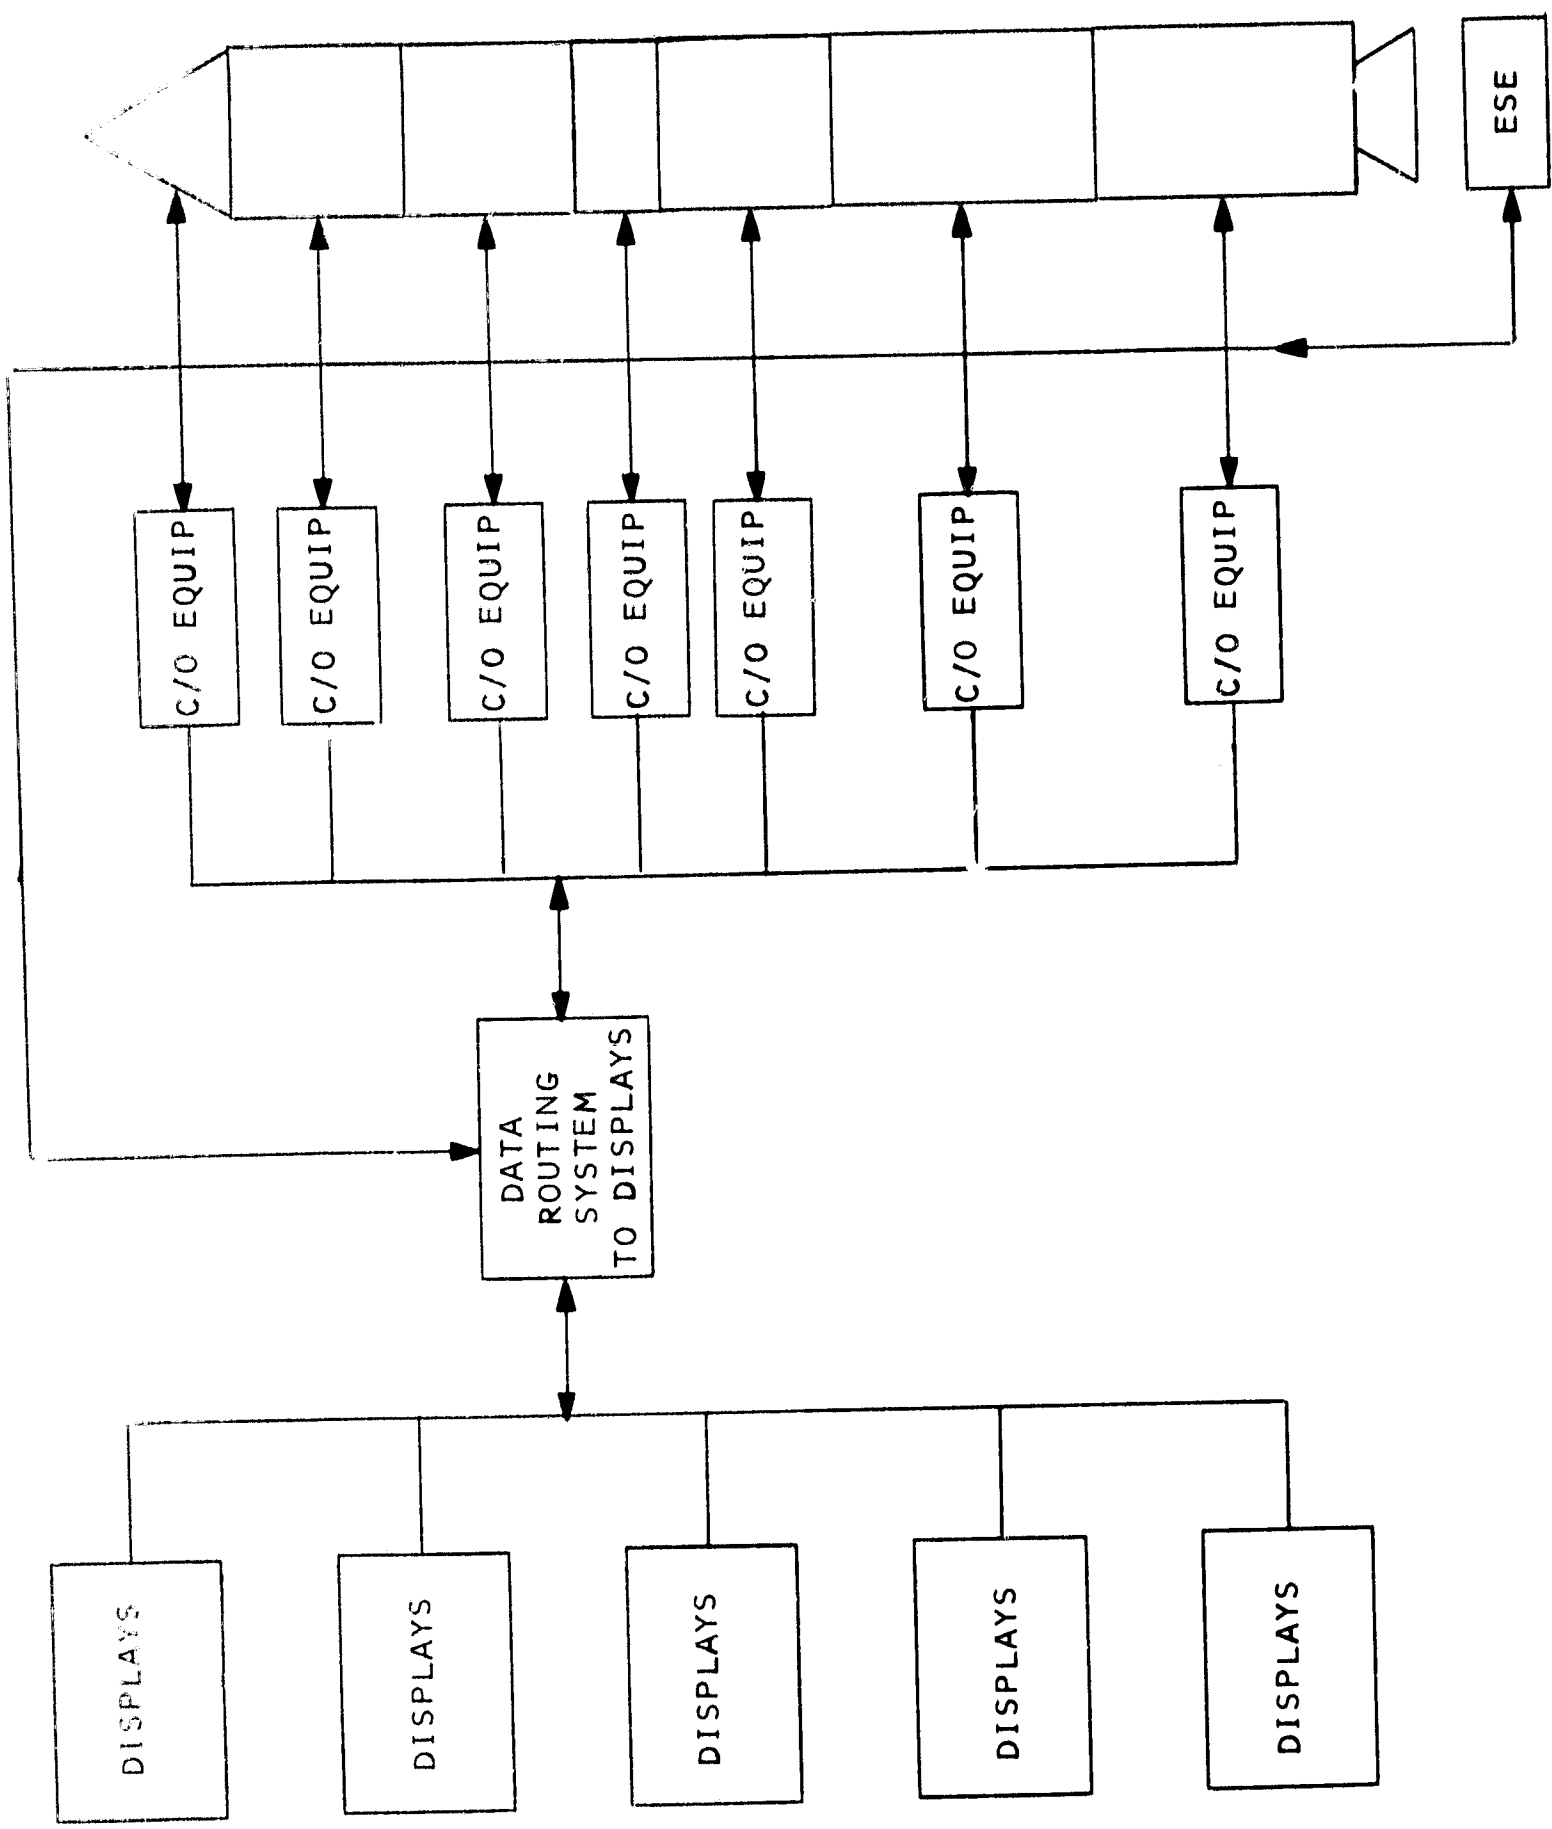 DISPLAYS
DISPLAYS
DISPLAYS
DISPLAYS
DISPLAYS
DATA
ROUTING
SYSTEM
TO DISPLAYS
C/O EQUIP
C/O EQUIP
C/O EQUIP
C/O EQUIP
C/O EQUIP
C/O EQUIP
C/O EQUIP
ESE